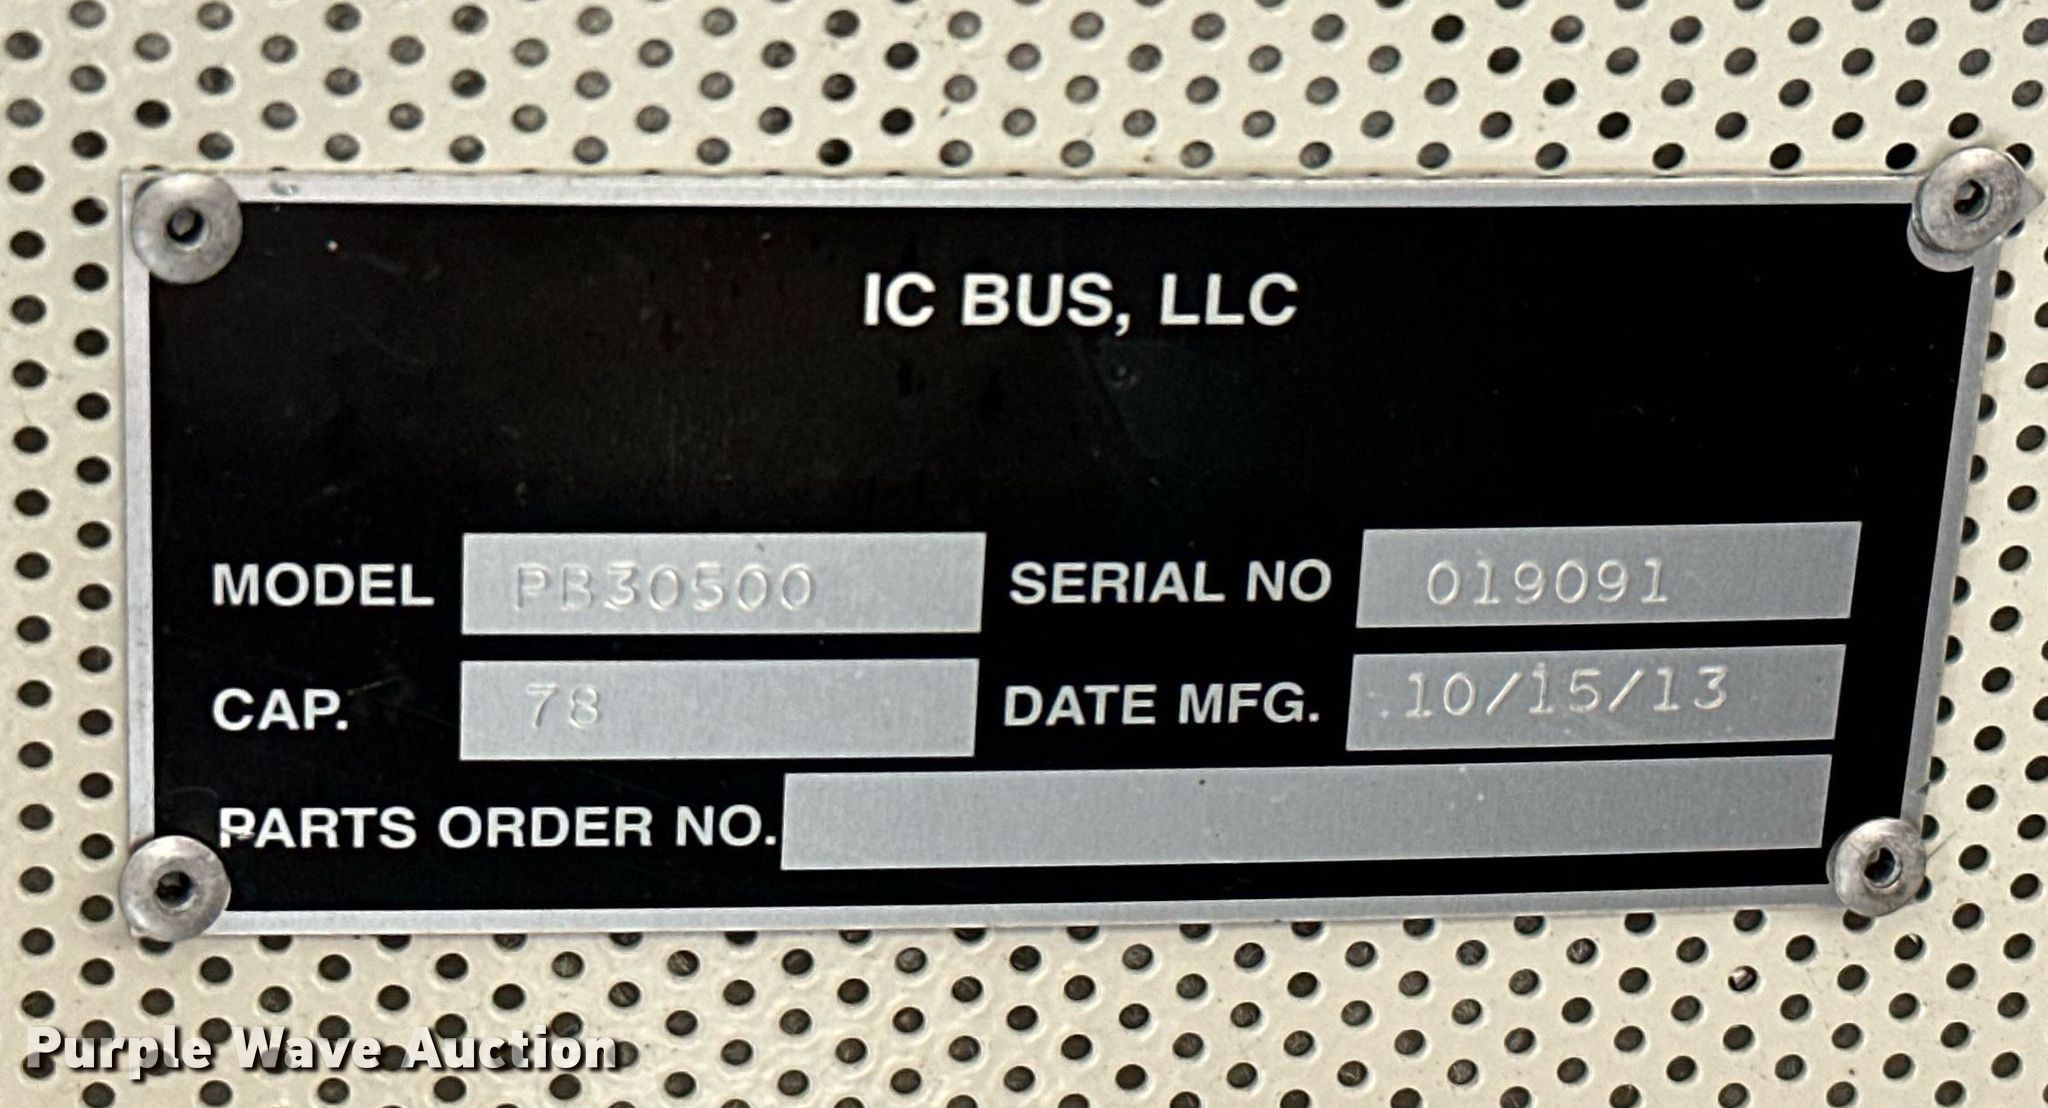 IC BUS, LLC
MODEL PB30500 SERIAL NO 019091
CAP. 78 DATE MFG. 10/15/13
PARTS ORDER NO.
Purple Wave Auction